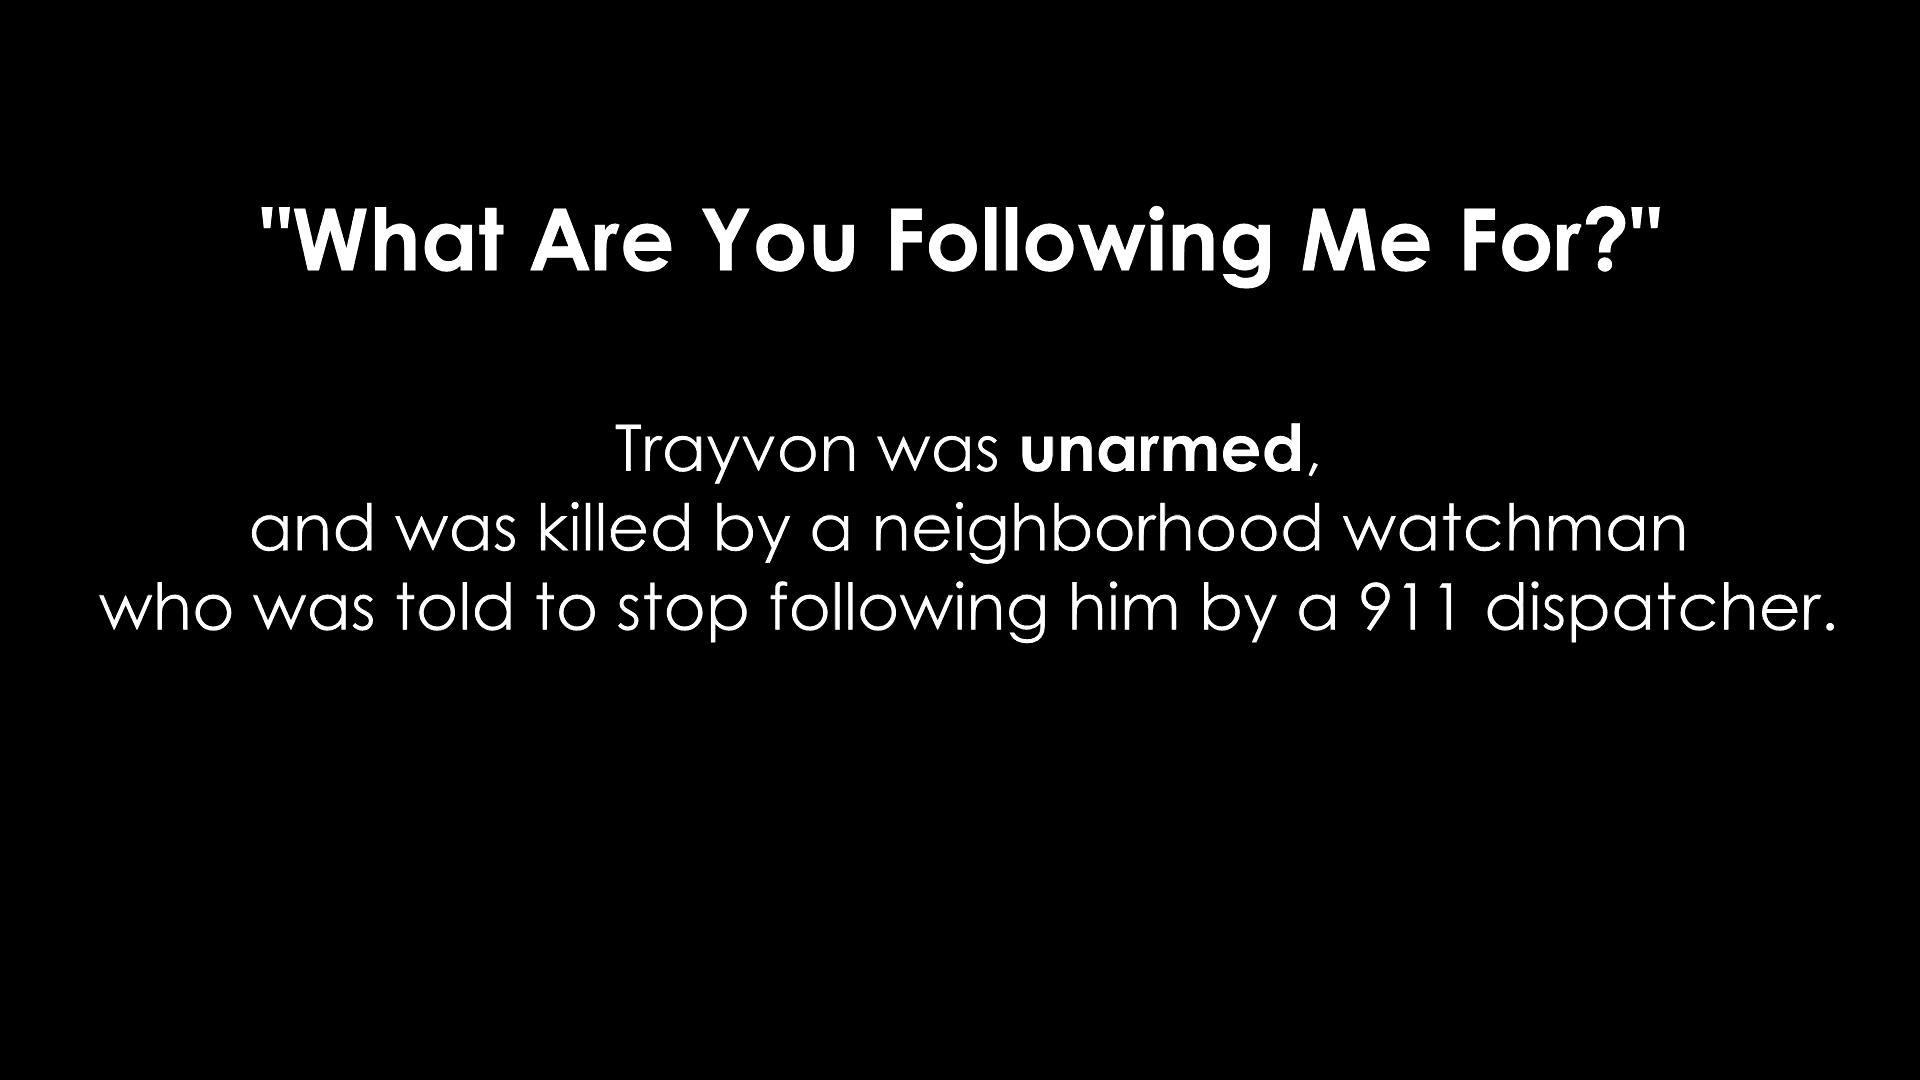 "What Are You Following Me For?"
Trayvon was unarmed,
and was killed by a neighborhood watchman
who was told to stop following him by a 911 dispatcher.